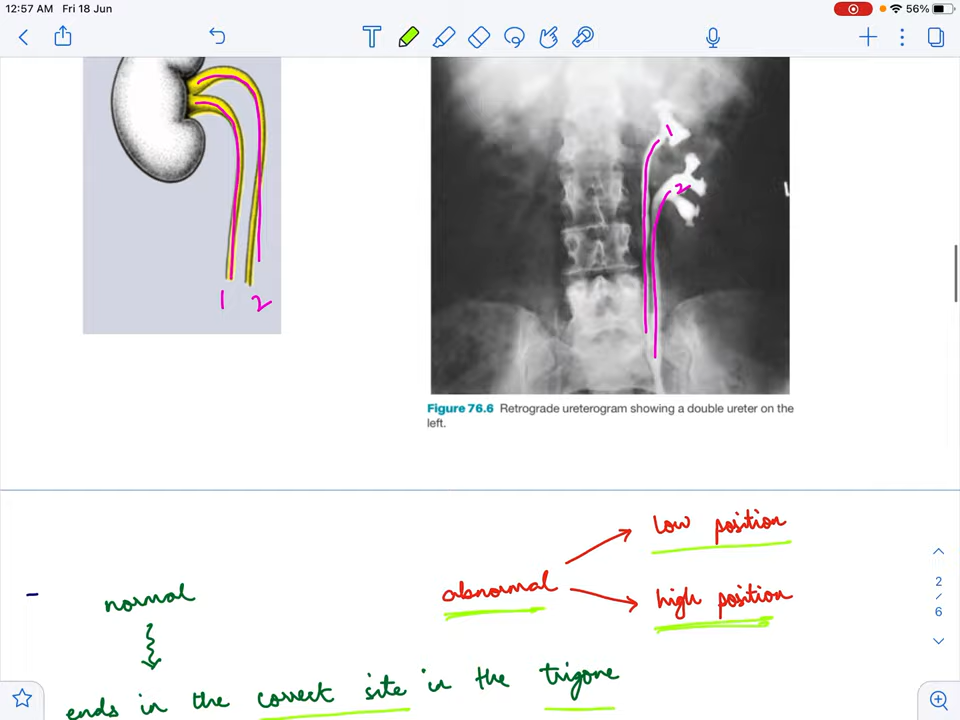 12:57 AM Fri 18 Jun
56%
T
1
2
1
2
Figure 76.6 Retrograde ureterogram showing a double ureter on the
left.
low position
abnormal
high position
- normal
2
/
6
ends in the correct site in the trigone